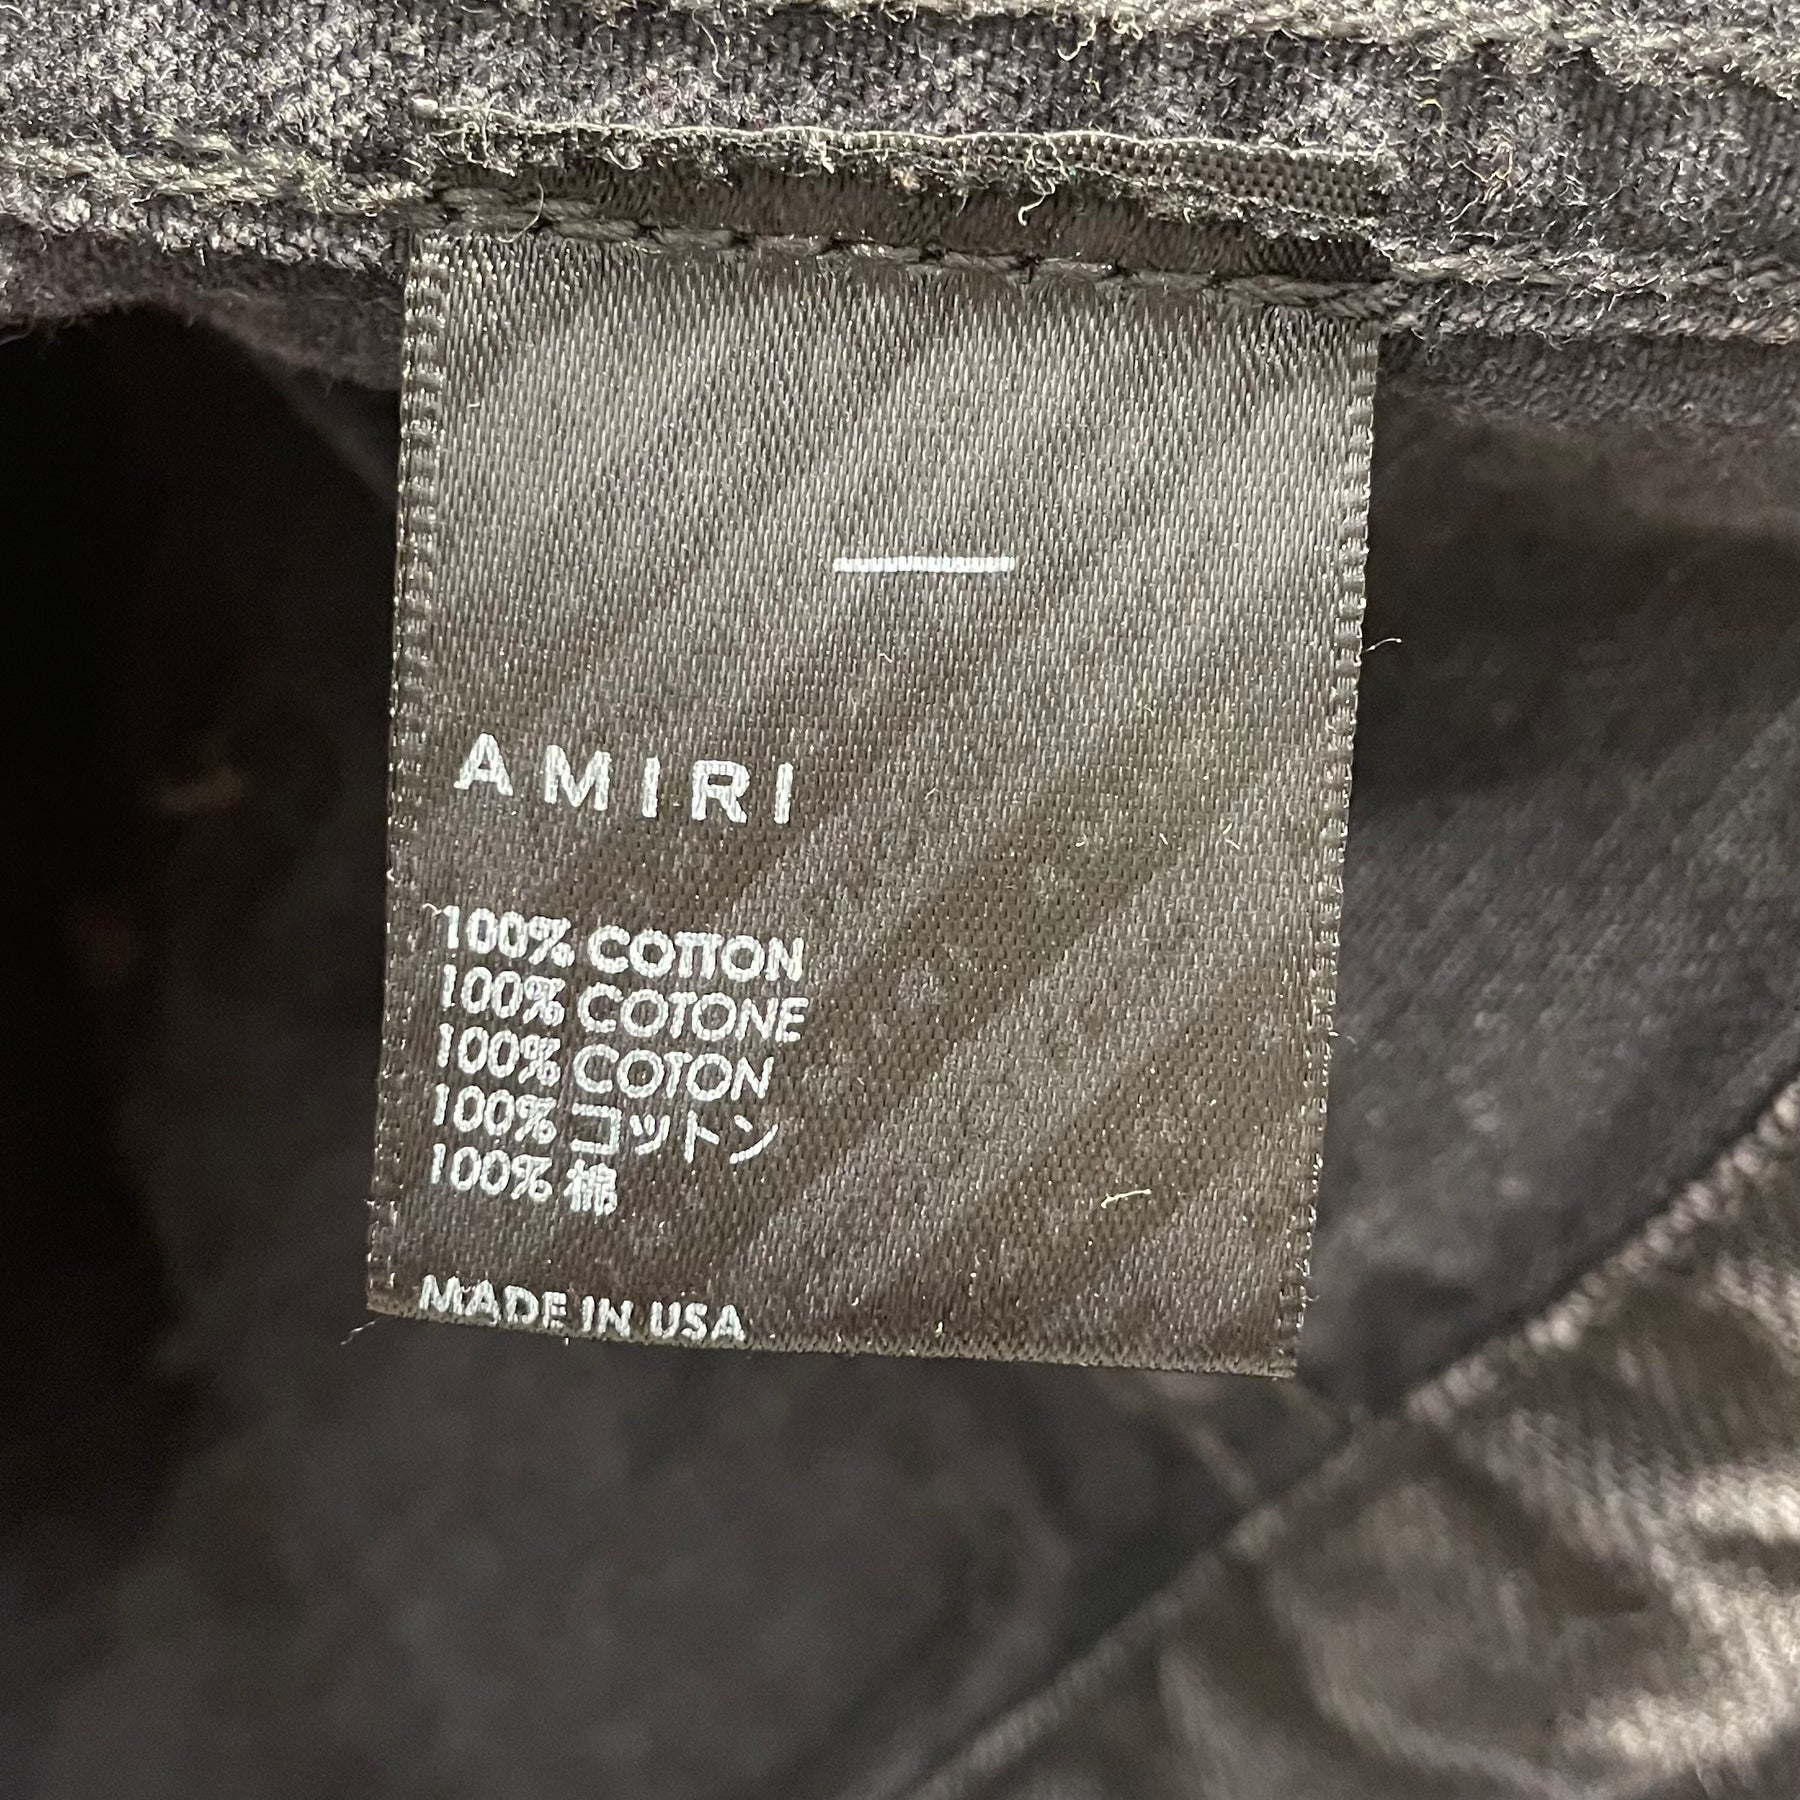 AMIRI
100% COTTON
100% COTONE
100% COTON
100% コットン
100% 棉
MADE IN USA